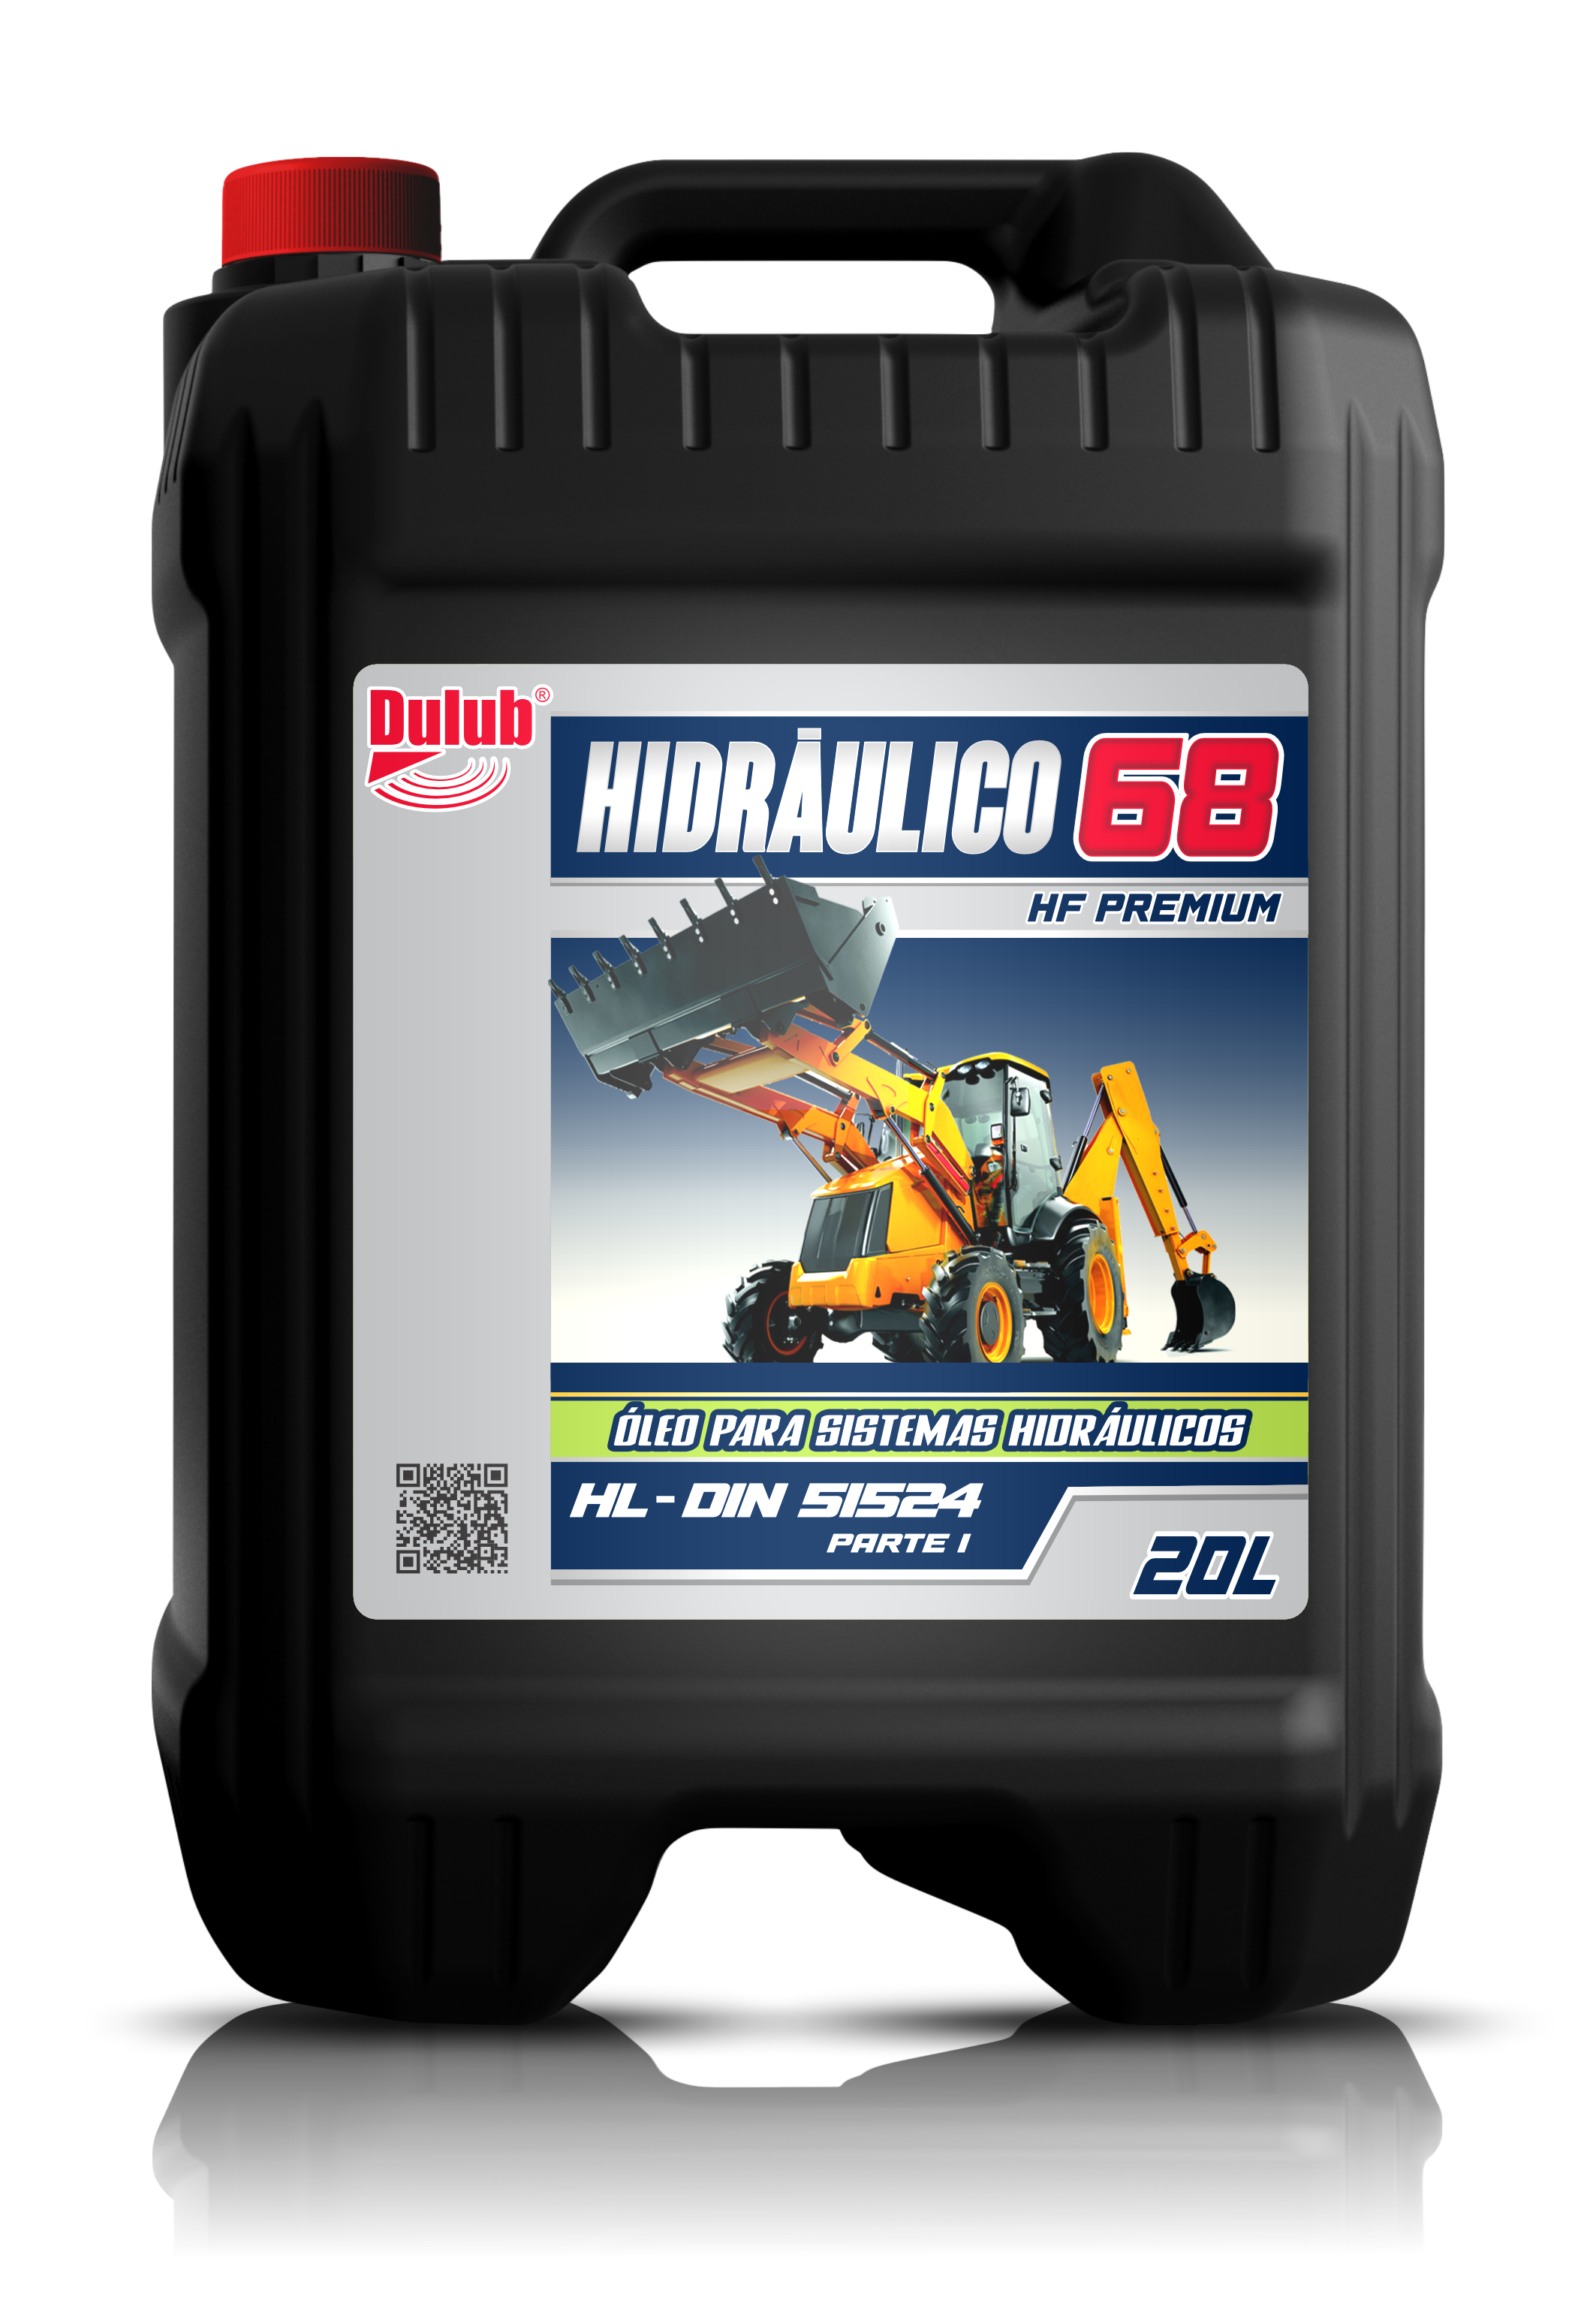 Dulub®
HIDRÁULICO 68
HF PREMIUM
ÓLEO PARA SISTEMAS HIDRÁULICOS
HL - DIN 51524
PARTE I
20L